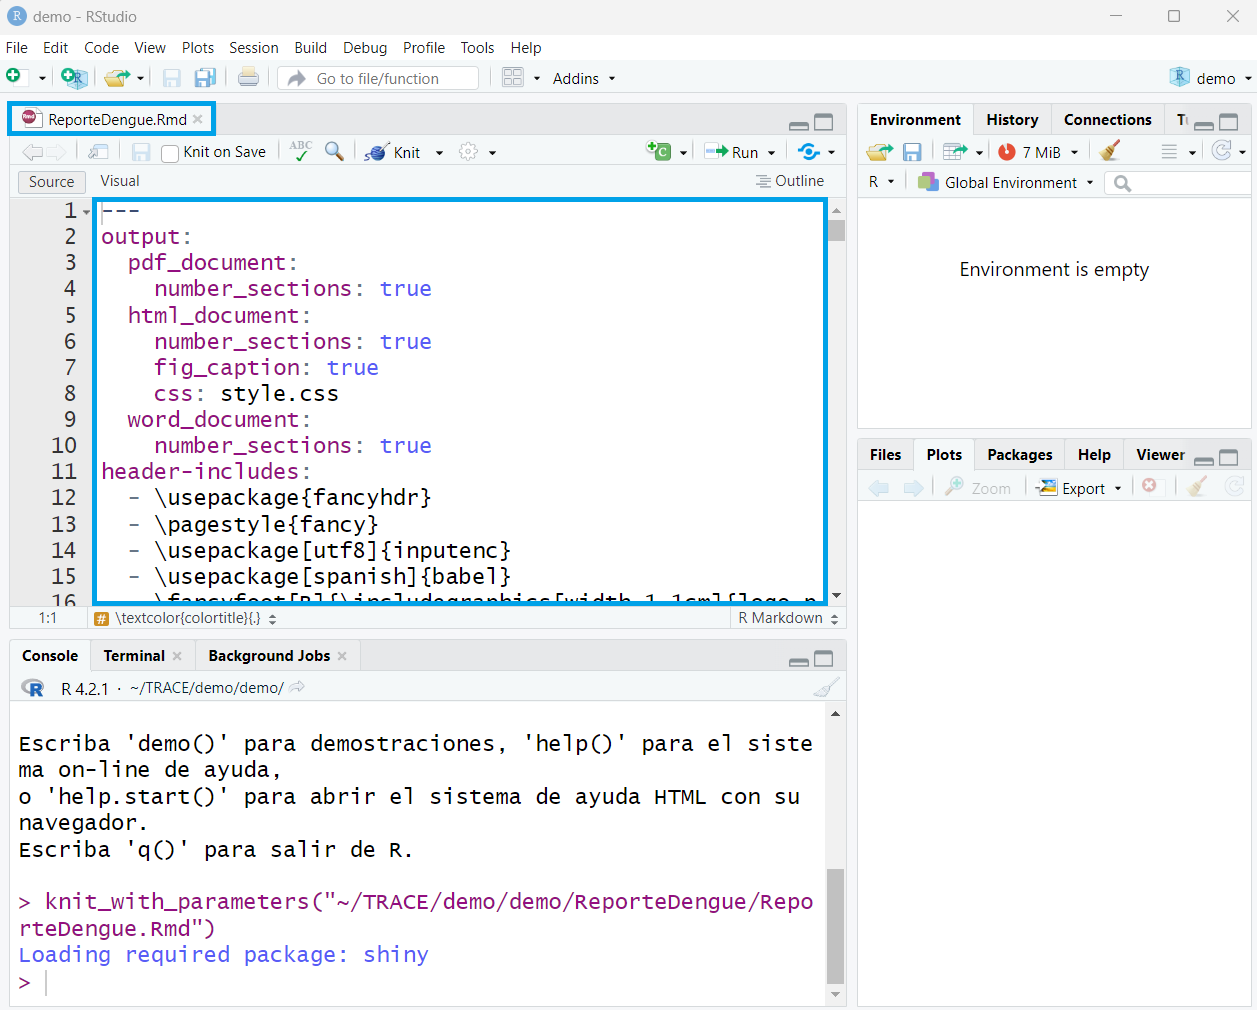 demo - RStudio
File Edit Code View Plots Session Build Debug Profile Tools Help
Go to file/function Addins demo
ReporteDengue.Rmd
Knit on Save ABC Knit Run
Source Visual Outline
1 ---
2 output:
3 pdf_document:
4 number_sections: true
5 html_document:
6 number_sections: true
7 fig_caption: true
8 css: style.css
9 word_document:
10 number_sections: true
11 header-includes:
12 - \usepackage{fancyhdr}
13 - \pagestyle{fancy}
14 - \usepackage[utf8]{inputenc}
15 - \usepackage[spanish]{babel}
16 - \fancyfoot[R]{\includegraphics[width=1.1cm]{logo.p
1:1 # \textcolor{colortitle}{.} R Markdown
Console Terminal Background Jobs
R 4.2.1 · ~/TRACE/demo/demo/
Escriba 'demo()' para demostraciones, 'help()' para el siste
ma on-line de ayuda,
o 'help.start()' para abrir el sistema de ayuda HTML con su
navegador.
Escriba 'q()' para salir de R.
> knit_with_parameters("~/TRACE/demo/demo/ReporteDengue/Repo
rteDengue.Rmd")
Loading required package: shiny
>
Environment History Connections
7 MiB
R Global Environment
Environment is empty
Files Plots Packages Help Viewer
Zoom Export